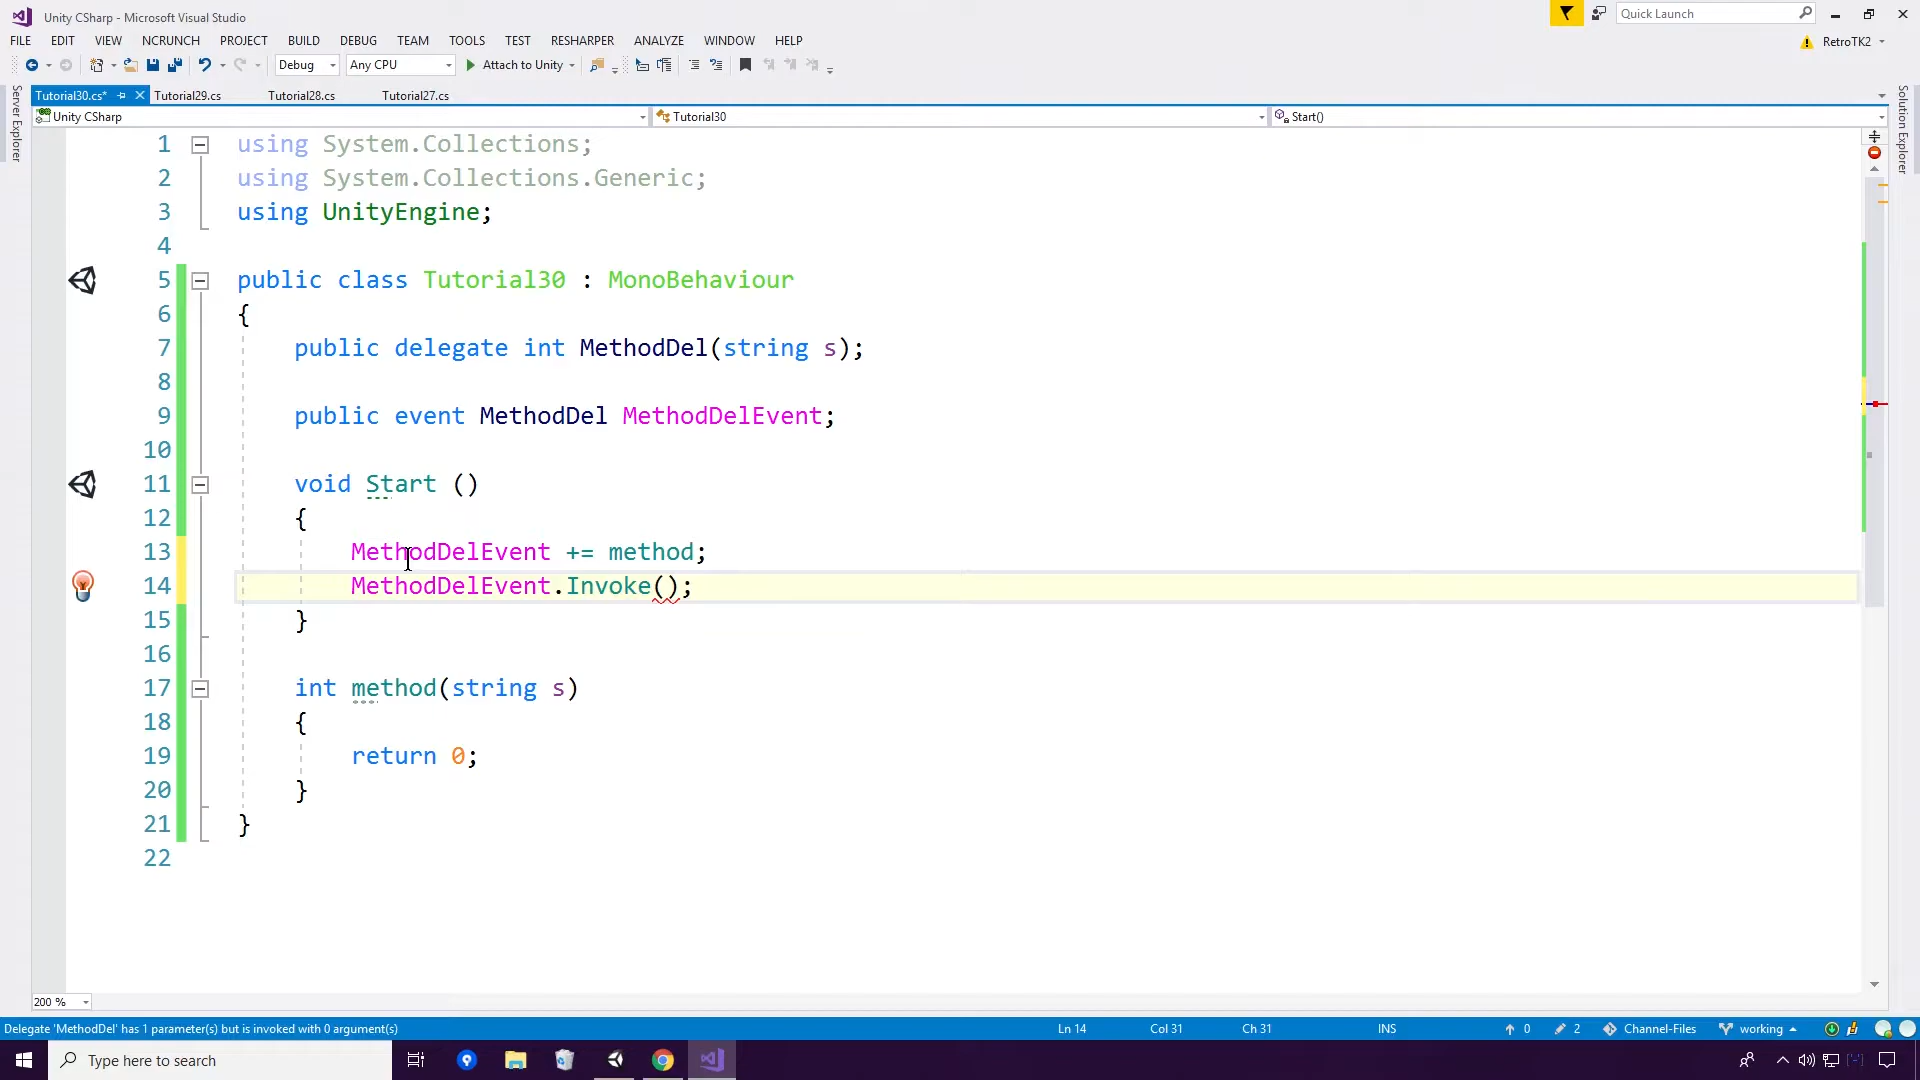 Unity CSharp - Microsoft Visual Studio
Quick Launch
FILE EDIT VIEW NCRUNCH PROJECT BUILD DEBUG TEAM TOOLS TEST RESHARPER ANALYZE WINDOW HELP
RetroTK2
Debug Any CPU Attach to Unity
Server Explorer
Tutorial30.cs* Tutorial29.cs Tutorial28.cs Tutorial27.cs
Solution Explorer
Unity CSharp Tutorial30 Start()
1 using System.Collections;
2 using System.Collections.Generic;
3 using UnityEngine;
4
5 public class Tutorial30 : MonoBehaviour
6 {
7 public delegate int MethodDel(string s);
8
9 public event MethodDel MethodDelEvent;
10
11 void Start ()
12 {
13 MethodDelEvent += method;
14 MethodDelEvent.Invoke();
15 }
16
17 int method(string s)
18 {
19 return 0;
20 }
21 }
22
200 %
Delegate 'MethodDel' has 1 parameter(s) but is invoked with 0 argument(s) Ln 14 Col 31 Ch 31 INS 0 2 Channel-Files working
Type here to search